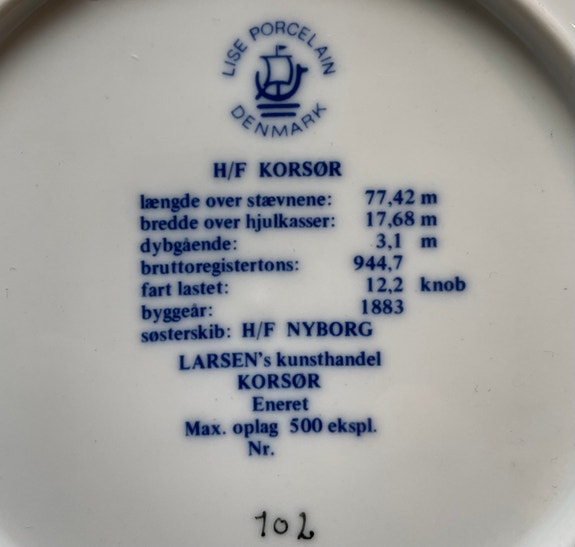 LISE PORCELAIN
DENMARK
H/F KORSØR
længde over stævnene: 77,42 m
bredde over hjulkasser: 17,68 m
dybgående: 3,1 m
bruttoregistertons: 944,7
fart lastet: 12,2 knob
byggeår: 1883
søsterskib: H/F NYBORG
LARSEN's kunsthandel
KORSØR
Eneret
Max. oplag 500 ekspl.
Nr.
102